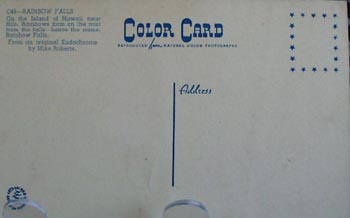 C49—RAINBOW FALLS
On the Island of Hawaii near
Hilo. Rainbows form on the mist
from the falls—hence the name,
Rainbow Falls.
From an original Kodachrome
by Mike Roberts.
COLOR CARD
REPRODUCED from NATURAL COLOR PHOTOGRAPHS
Address